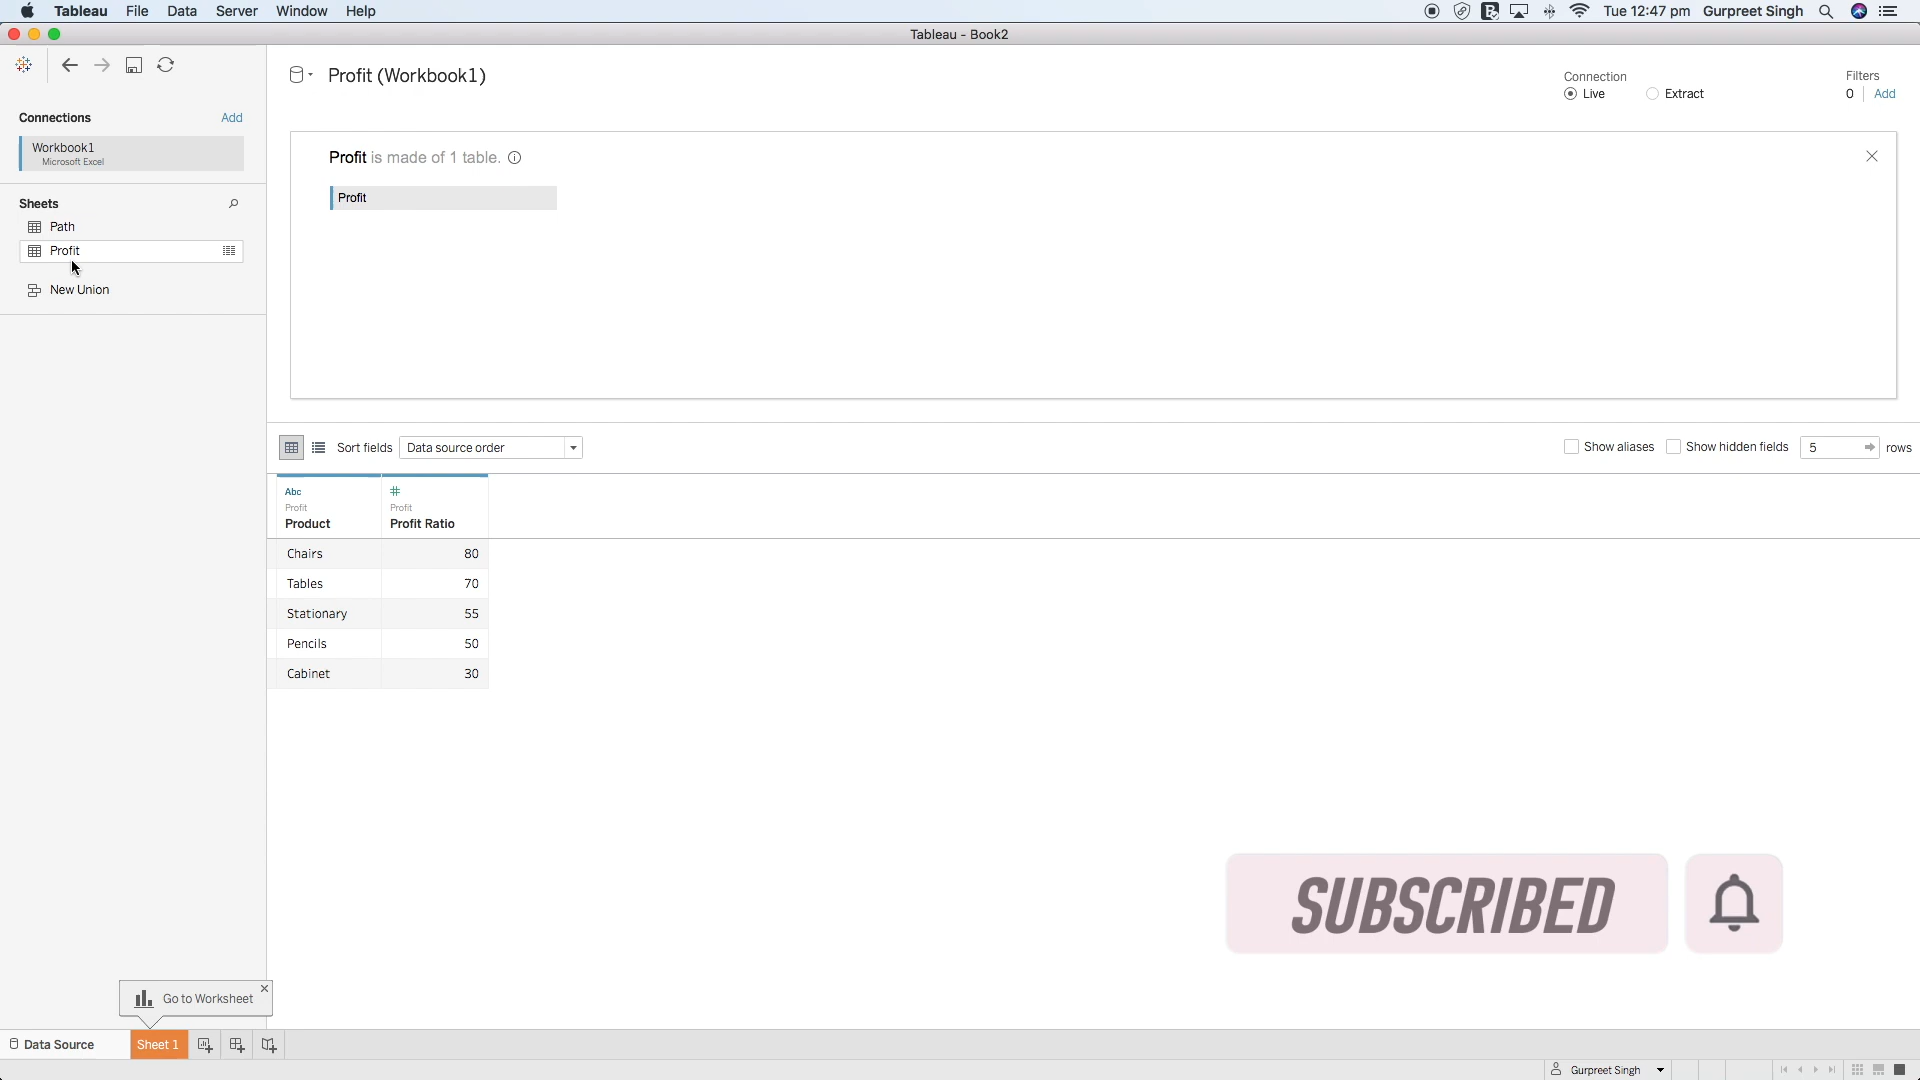 Tableau File Data Server Window Help
Tue 12:47 pm Gurpreet Singh
Tableau - Book2
Connections Add
Workbook1
Microsoft Excel
Sheets
Path
Profit
New Union
Profit (Workbook1)
Connection
Live Extract
Filters
0 Add
Profit is made of 1 table.
Profit
Sort fields Data source order
Show aliases Show hidden fields 5 rows
Abc #
Profit Profit
Product Profit Ratio
Chairs 80
Tables 70
Stationary 55
Pencils 50
Cabinet 30
SUBSCRIBED
Go to Worksheet
Data Source Sheet 1
Gurpreet Singh